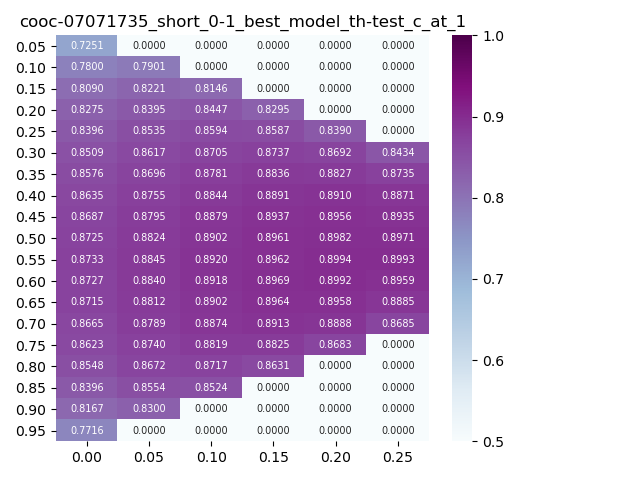 cooc-07071735_short_0-1_best_model_th-test_c_at_1
0.05 0.7251 0.0000 0.0000 0.0000 0.0000 0.0000
0.10 0.7800 0.7901 0.0000 0.0000 0.0000 0.0000
0.15 0.8090 0.8221 0.8146 0.0000 0.0000 0.0000
0.20 0.8275 0.8395 0.8447 0.8295 0.0000 0.0000
0.25 0.8396 0.8535 0.8594 0.8587 0.8390 0.0000
0.30 0.8509 0.8617 0.8705 0.8737 0.8692 0.8434
0.35 0.8576 0.8696 0.8781 0.8836 0.8827 0.8735
0.40 0.8635 0.8755 0.8844 0.8891 0.8910 0.8871
0.45 0.8687 0.8795 0.8879 0.8937 0.8956 0.8935
0.50 0.8725 0.8824 0.8902 0.8961 0.8982 0.8971
0.55 0.8733 0.8845 0.8920 0.8962 0.8994 0.8993
0.60 0.8727 0.8840 0.8918 0.8969 0.8992 0.8959
0.65 0.8715 0.8812 0.8902 0.8964 0.8958 0.8885
0.70 0.8665 0.8789 0.8874 0.8913 0.8888 0.8685
0.75 0.8623 0.8740 0.8819 0.8825 0.8683 0.0000
0.80 0.8548 0.8672 0.8717 0.8631 0.0000 0.0000
0.85 0.8396 0.8554 0.8524 0.0000 0.0000 0.0000
0.90 0.8167 0.8300 0.0000 0.0000 0.0000 0.0000
0.95 0.7716 0.0000 0.0000 0.0000 0.0000 0.0000
0.00 0.05 0.10 0.15 0.20 0.25
1.0
0.9
0.8
0.7
0.6
0.5